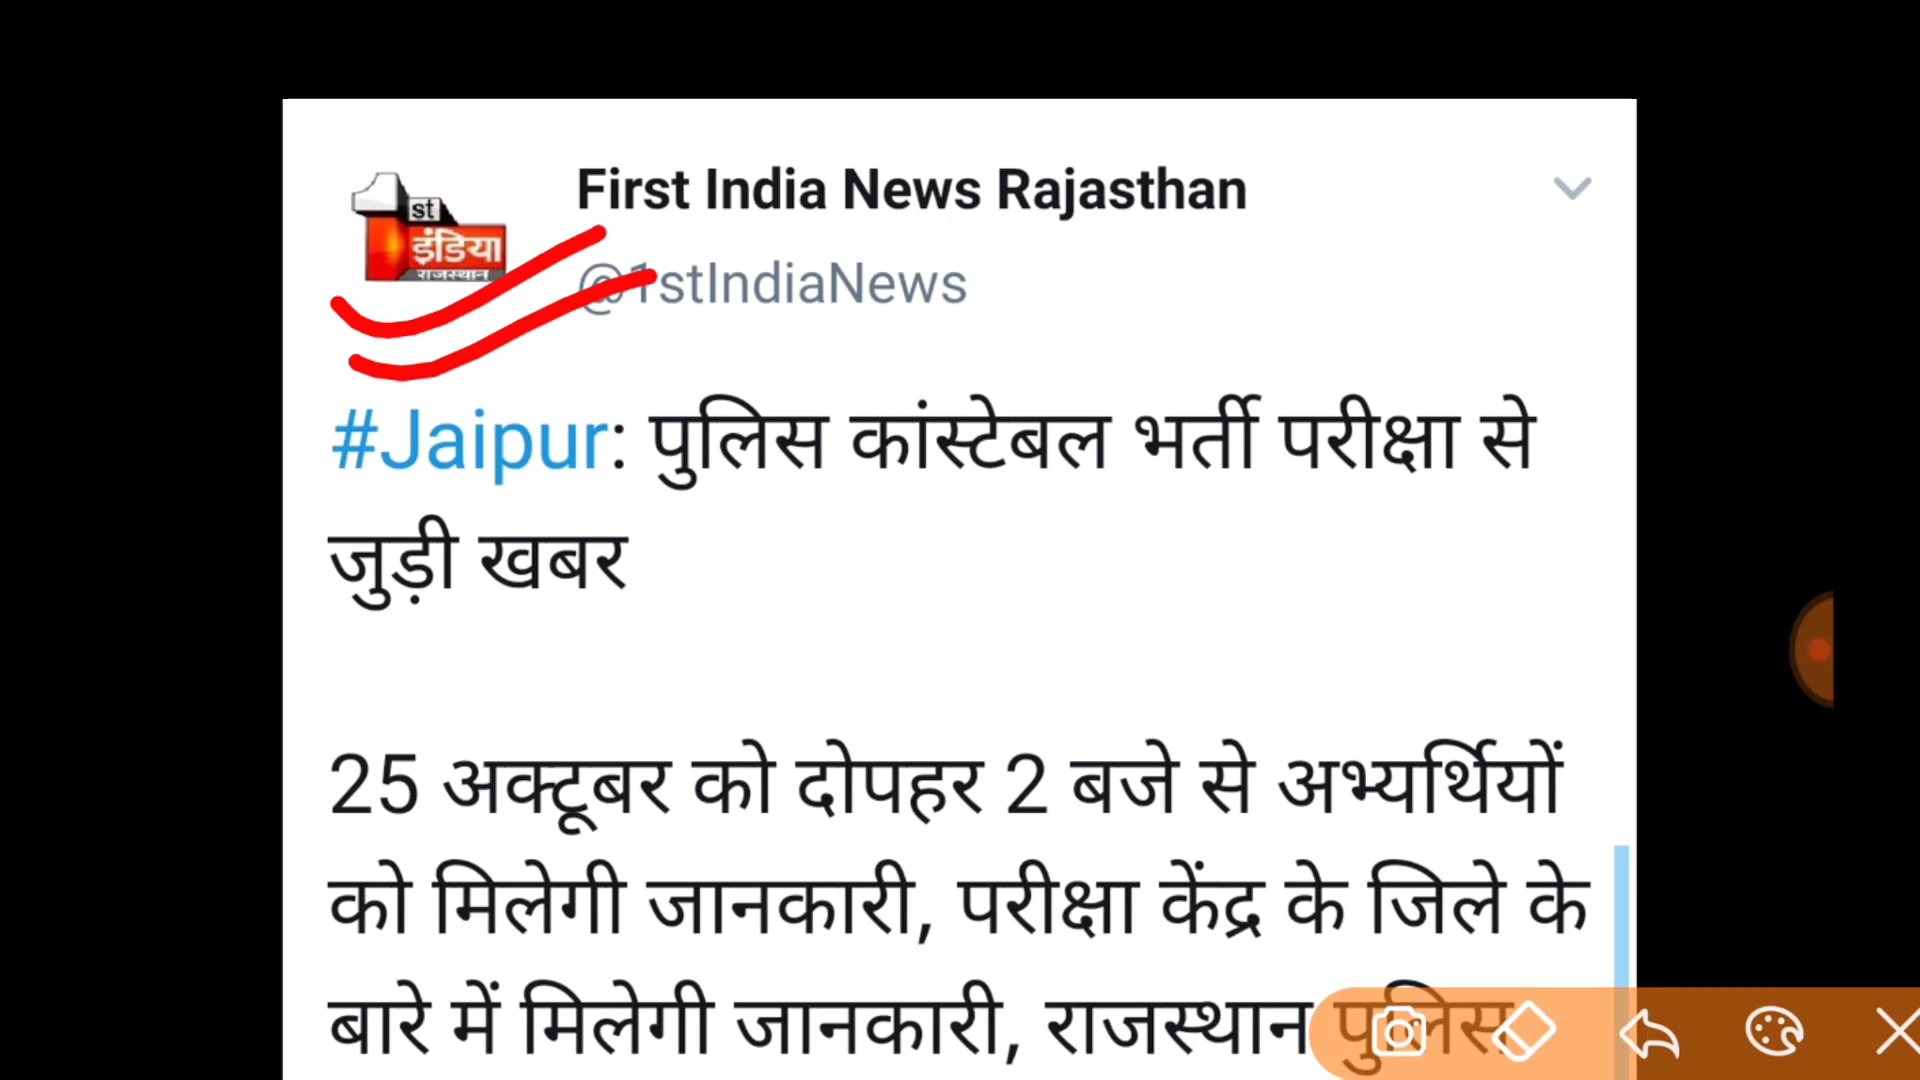 1st
इंडिया
राजस्थान
First India News Rajasthan
@1stIndiaNews
#Jaipur: पुलिस कांस्टेबल भर्ती परीक्षा से
जुड़ी खबर
25 अक्टूबर को दोपहर 2 बजे से अभ्यर्थियों
को मिलेगी जानकारी, परीक्षा केंद्र के जिले के
बारे में मिलेगी जानकारी, राजस्थान पुलिस